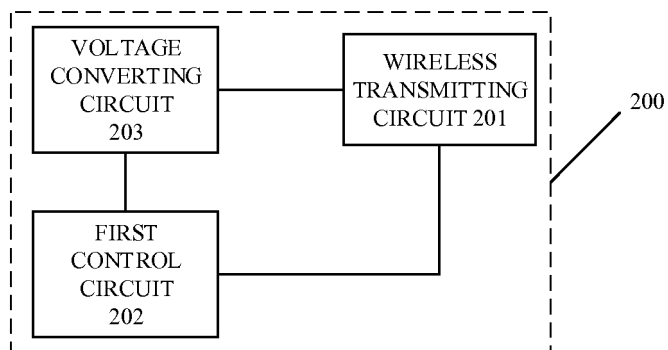 VOLTAGE
CONVERTING
CIRCUIT
203
WIRELESS
TRANSMITTING
CIRCUIT 201
200
FIRST
CONTROL
CIRCUIT
202